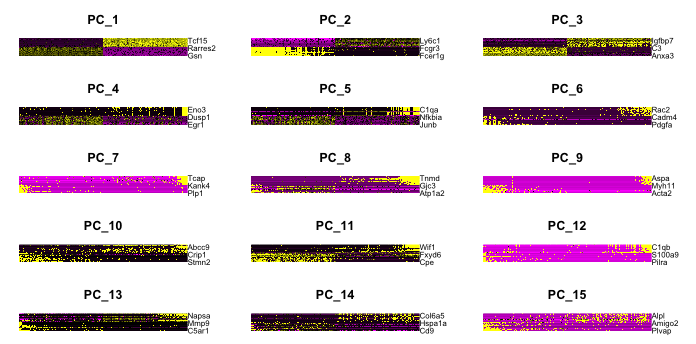 PC_1
PC_2
PC_3
Tcf15
Rarres2
Gsn
Ly6c1
Fcgr3
Fcer1g
Igfbp7
C3
Anxa3
PC_4
PC_5
PC_6
Eno3
Dusp1
Egr1
C1qa
Nfkbia
Junb
Rac2
Cadm4
Pdgfa
PC_7
PC_8
PC_9
Tcap
Kank4
Plp1
Tnmd
Gjc3
Atp1a2
Aspa
Myh11
Acta2
PC_10
PC_11
PC_12
Abcc9
Crip1
Stmn2
Wif1
Fxyd6
Cpe
C1qb
S100a9
Pilra
PC_13
PC_14
PC_15
Napsa
Mmp9
C5ar1
Col6a5
Hspa1a
Cd9
Alpl
Amigo2
Plvap